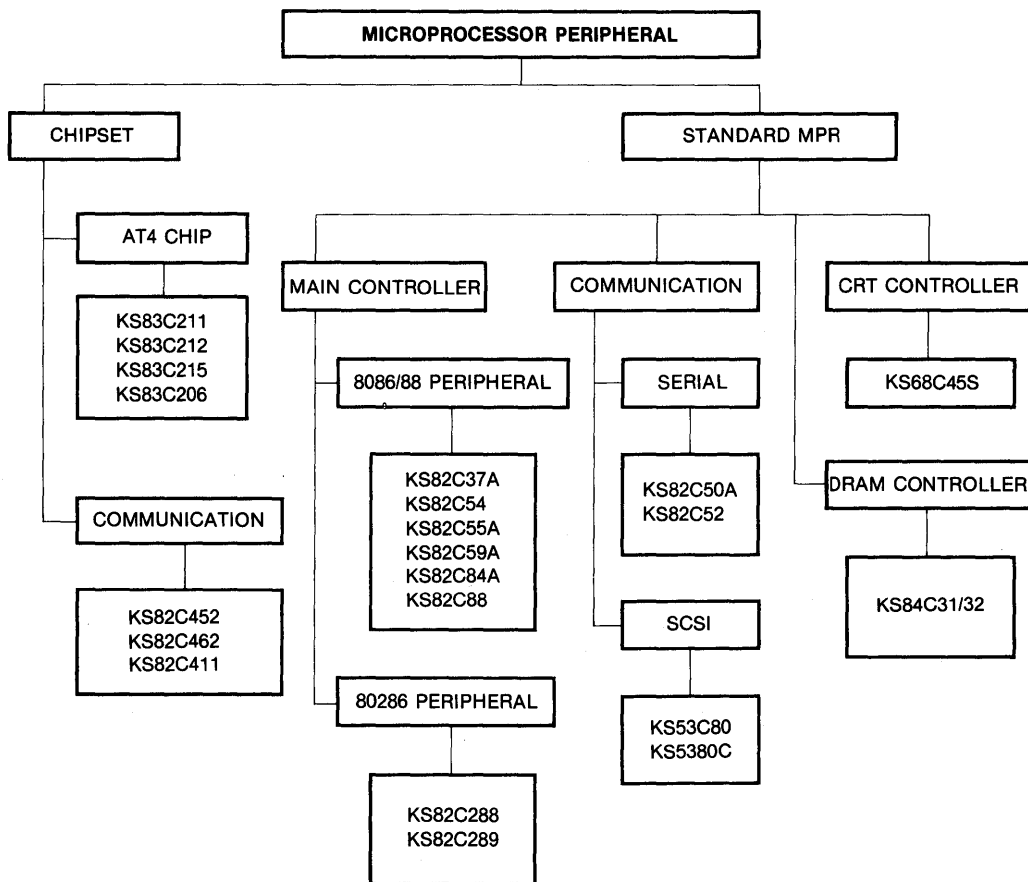 MICROPROCESSOR PERIPHERAL
CHIPSET
STANDARD MPR
AT4 CHIP
KS83C211
KS83C212
KS83C215
KS83C206
COMMUNICATION
KS82C452
KS82C462
KS82C411
MAIN CONTROLLER
8086/88 PERIPHERAL
KS82C37A
KS82C54
KS82C55A
KS82C59A
KS82C84A
KS82C88
80286 PERIPHERAL
KS82C288
KS82C289
COMMUNICATION
SERIAL
KS82C50A
KS82C52
SCSI
KS53C80
KS5380C
CRT CONTROLLER
KS68C45S
DRAM CONTROLLER
KS84C31/32